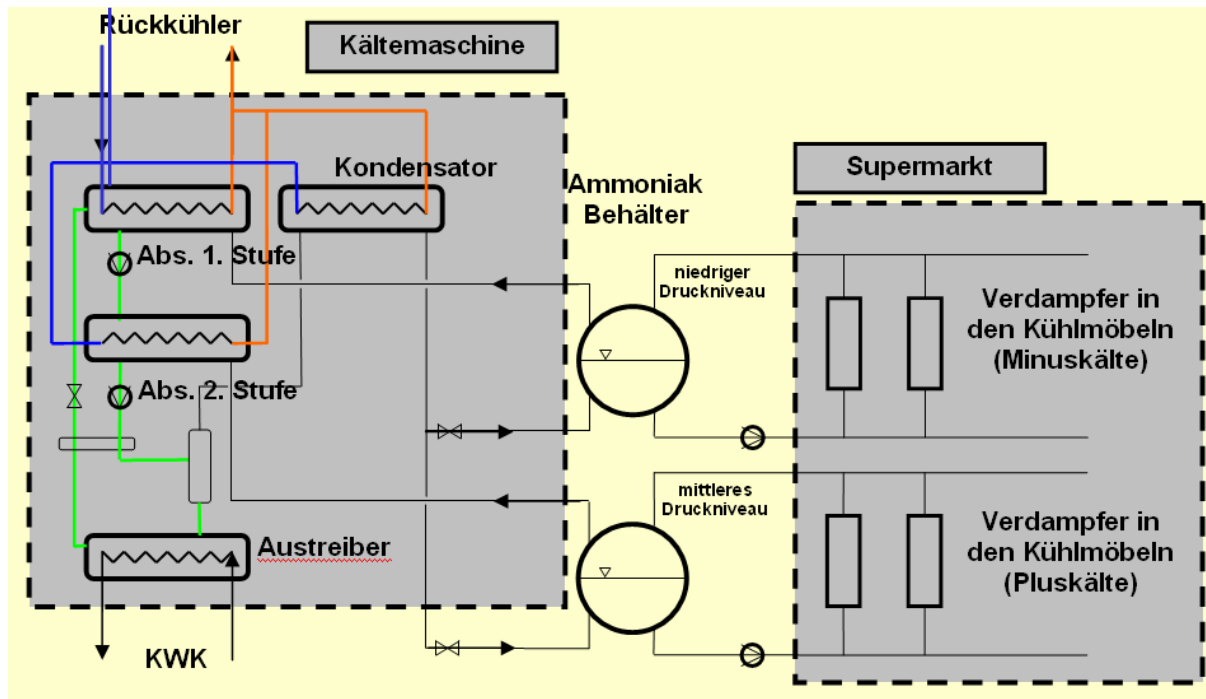 Rückkühler
Kältemaschine
Kondensator
Ammoniak
Behälter
Supermarkt
Abs. 1. Stufe
niedriger
Druckniveau
Verdampfer in
den Kühlmöbeln
(Minuskälte)
Abs. 2. Stufe
mittleres
Druckniveau
Verdampfer in
den Kühlmöbeln
(Pluskälte)
Austreiber
KWK